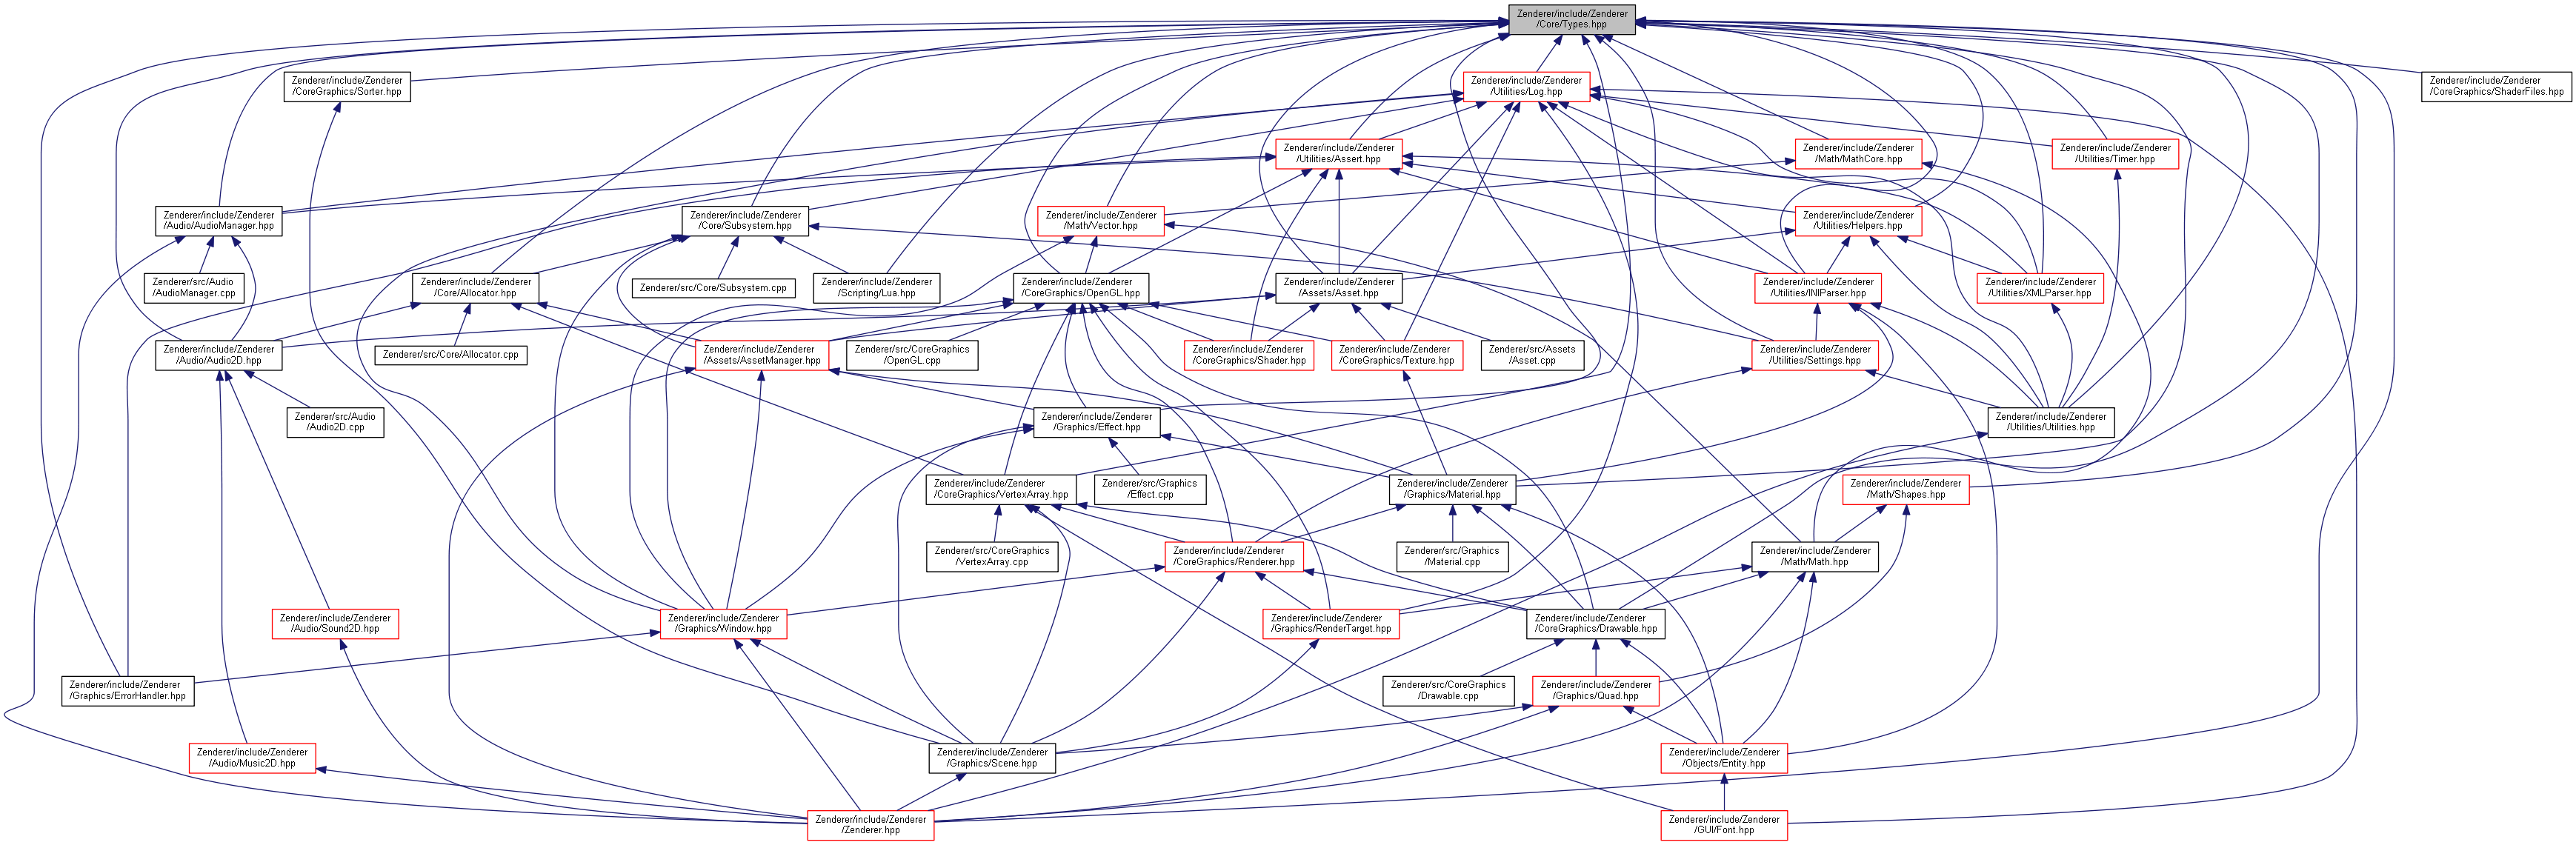 Zenderer/include/Zenderer
/Core/Types.hpp
Zenderer/include/Zenderer
/CoreGraphics/Sorter.hpp
Zenderer/include/Zenderer
/Utilities/Log.hpp
Zenderer/include/Zenderer
/CoreGraphics/ShaderFiles.hpp
Zenderer/include/Zenderer
/Utilities/Assert.hpp
Zenderer/include/Zenderer
/Math/MathCore.hpp
Zenderer/include/Zenderer
/Utilities/Timer.hpp
Zenderer/include/Zenderer
/Audio/AudioManager.hpp
Zenderer/include/Zenderer
/Core/Subsystem.hpp
Zenderer/include/Zenderer
/Math/Vector.hpp
Zenderer/include/Zenderer
/Utilities/Helpers.hpp
Zenderer/src/Audio
/AudioManager.cpp
Zenderer/include/Zenderer
/Core/Allocator.hpp
Zenderer/src/Core/Subsystem.cpp
Zenderer/include/Zenderer
/Scripting/Lua.hpp
Zenderer/include/Zenderer
/CoreGraphics/OpenGL.hpp
Zenderer/include/Zenderer
/Assets/Asset.hpp
Zenderer/include/Zenderer
/Utilities/INIParser.hpp
Zenderer/include/Zenderer
/Utilities/XMLParser.hpp
Zenderer/include/Zenderer
/Audio/Audio2D.hpp
Zenderer/src/Core/Allocator.cpp
Zenderer/include/Zenderer
/Assets/AssetManager.hpp
Zenderer/src/CoreGraphics
/OpenGL.cpp
Zenderer/include/Zenderer
/CoreGraphics/Shader.hpp
Zenderer/include/Zenderer
/CoreGraphics/Texture.hpp
Zenderer/src/Assets
/Asset.cpp
Zenderer/include/Zenderer
/Utilities/Settings.hpp
Zenderer/src/Audio
/Audio2D.cpp
Zenderer/include/Zenderer
/Graphics/Effect.hpp
Zenderer/include/Zenderer
/Utilities/Utilities.hpp
Zenderer/include/Zenderer
/CoreGraphics/VertexArray.hpp
Zenderer/src/Graphics
/Effect.cpp
Zenderer/include/Zenderer
/Graphics/Material.hpp
Zenderer/include/Zenderer
/Math/Shapes.hpp
Zenderer/src/CoreGraphics
/VertexArray.cpp
Zenderer/include/Zenderer
/CoreGraphics/Renderer.hpp
Zenderer/src/Graphics
/Material.cpp
Zenderer/include/Zenderer
/Math/Math.hpp
Zenderer/include/Zenderer
/Audio/Sound2D.hpp
Zenderer/include/Zenderer
/Graphics/Window.hpp
Zenderer/include/Zenderer
/Graphics/RenderTarget.hpp
Zenderer/include/Zenderer
/CoreGraphics/Drawable.hpp
Zenderer/include/Zenderer
/Graphics/ErrorHandler.hpp
Zenderer/src/CoreGraphics
/Drawable.cpp
Zenderer/include/Zenderer
/Graphics/Quad.hpp
Zenderer/include/Zenderer
/Audio/Music2D.hpp
Zenderer/include/Zenderer
/Graphics/Scene.hpp
Zenderer/include/Zenderer
/Objects/Entity.hpp
Zenderer/include/Zenderer
/Zenderer.hpp
Zenderer/include/Zenderer
/GUI/Font.hpp